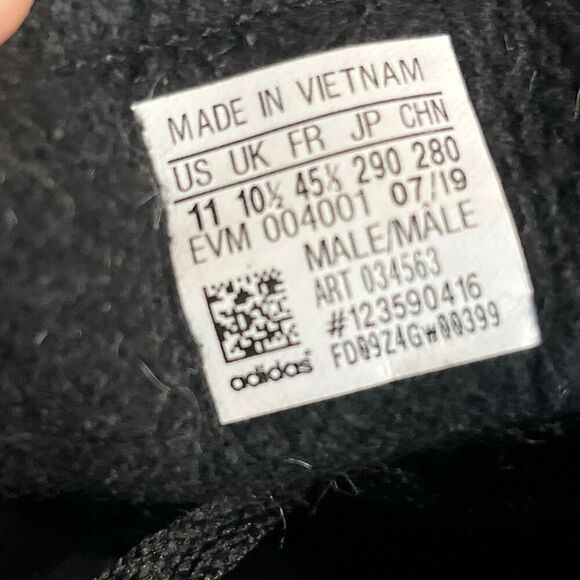 MADE IN VIETNAM
US UK FR JP CHN
11 10½ 45⅓ 290 280
EVM 004001 07/19
MALE/MÂLE
ART 034563
#123590416
FD09Z4GW00399
adidas